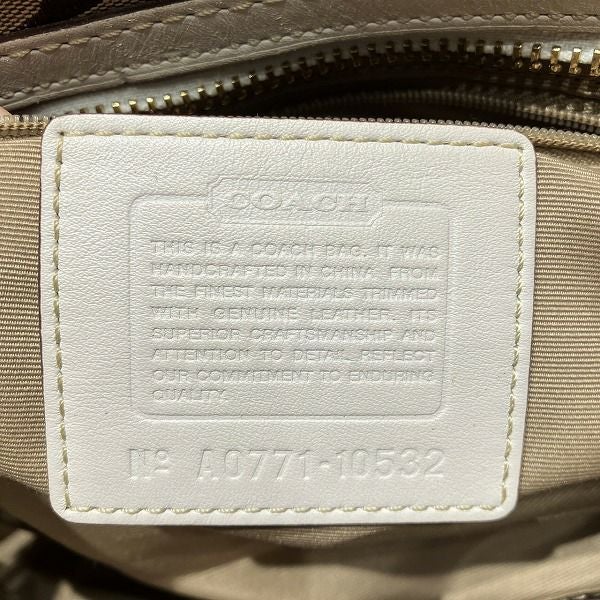 COACH
THIS IS A COACH BAG. IT WAS
HANDCRAFTED IN CHINA FROM
THE FINEST MATERIALS TRIMMED
WITH GENUINE LEATHER. ITS
SUPERIOR CRAFTSMANSHIP AND
ATTENTION TO DETAIL REFLECT
OUR COMMITMENT TO ENDURING
QUALITY.
Nº A0771-10532